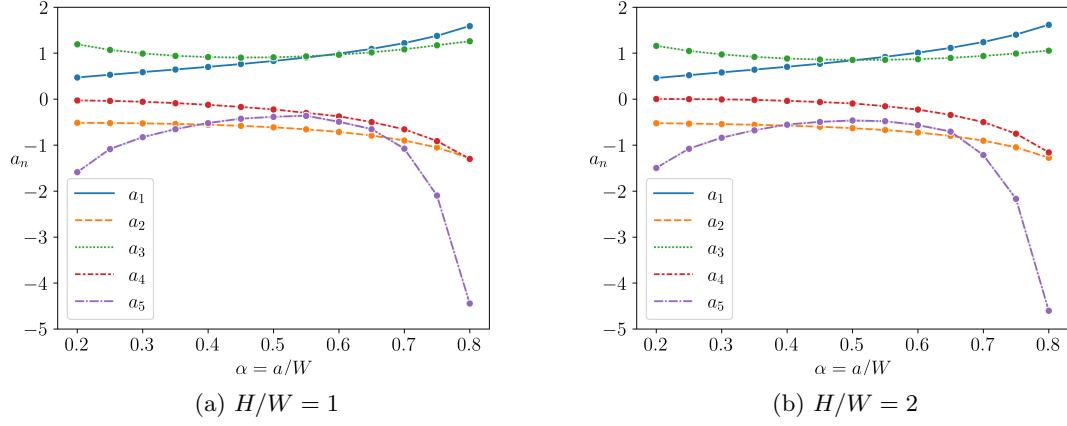 2
1
0
a_n
−1
−2
−3
−4
−5
a_1
a_2
a_3
a_4
a_5
0.2 0.3 0.4 0.5 0.6 0.7 0.8
α = a/W
(a) H/W = 1
2
1
0
a_n
−1
−2
−3
−4
−5
a_1
a_2
a_3
a_4
a_5
0.2 0.3 0.4 0.5 0.6 0.7 0.8
α = a/W
(b) H/W = 2